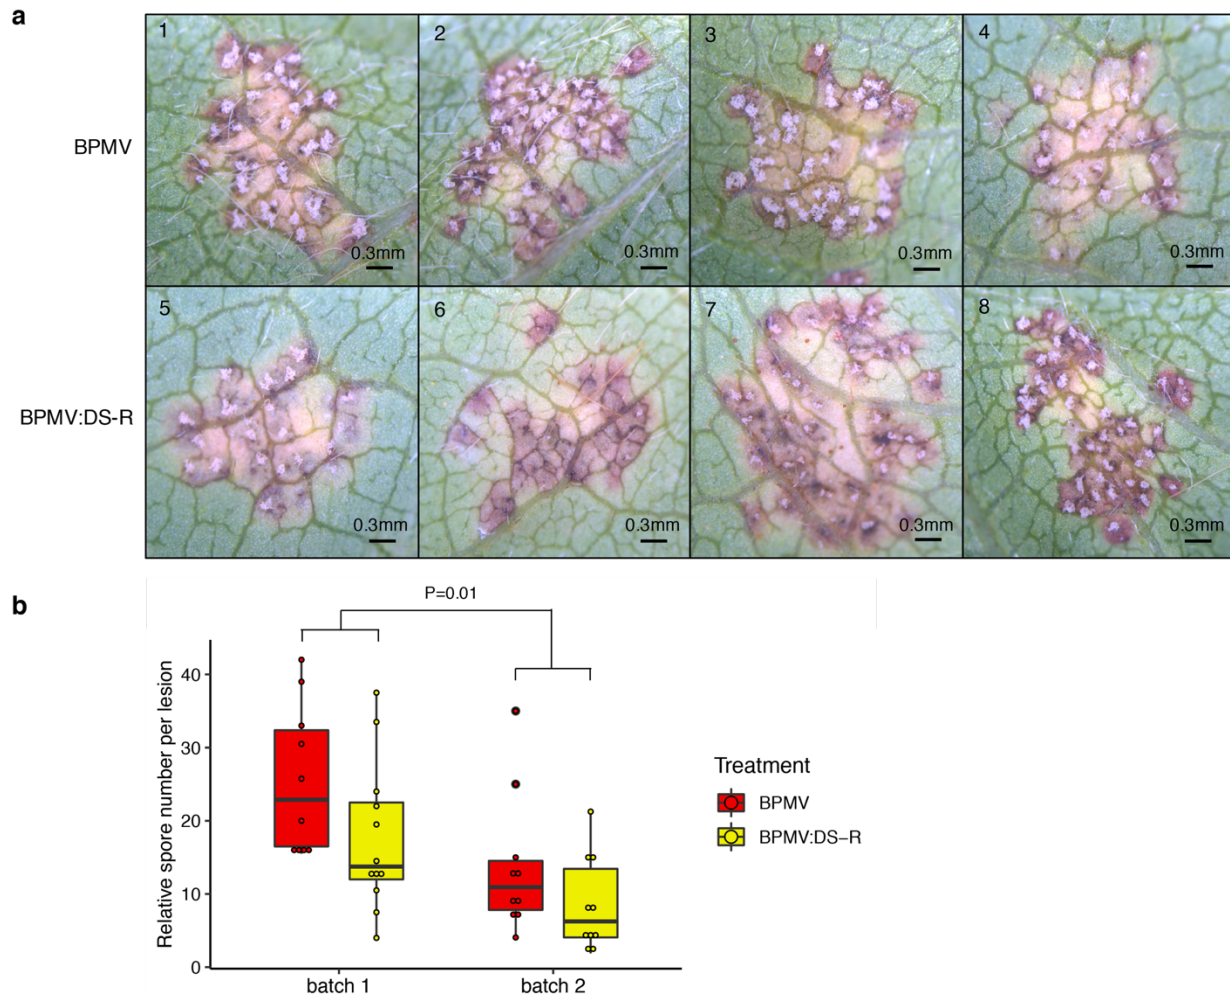 a
1
2
3
4
BPMV
0.3mm
0.3mm
0.3mm
0.3mm
5
6
7
8
BPMV:DS-R
0.3mm
0.3mm
0.3mm
0.3mm
b
P=0.01
Relative spore number per lesion
40
30
20
10
0
batch 1
batch 2
Treatment
BPMV
BPMV:DS−R